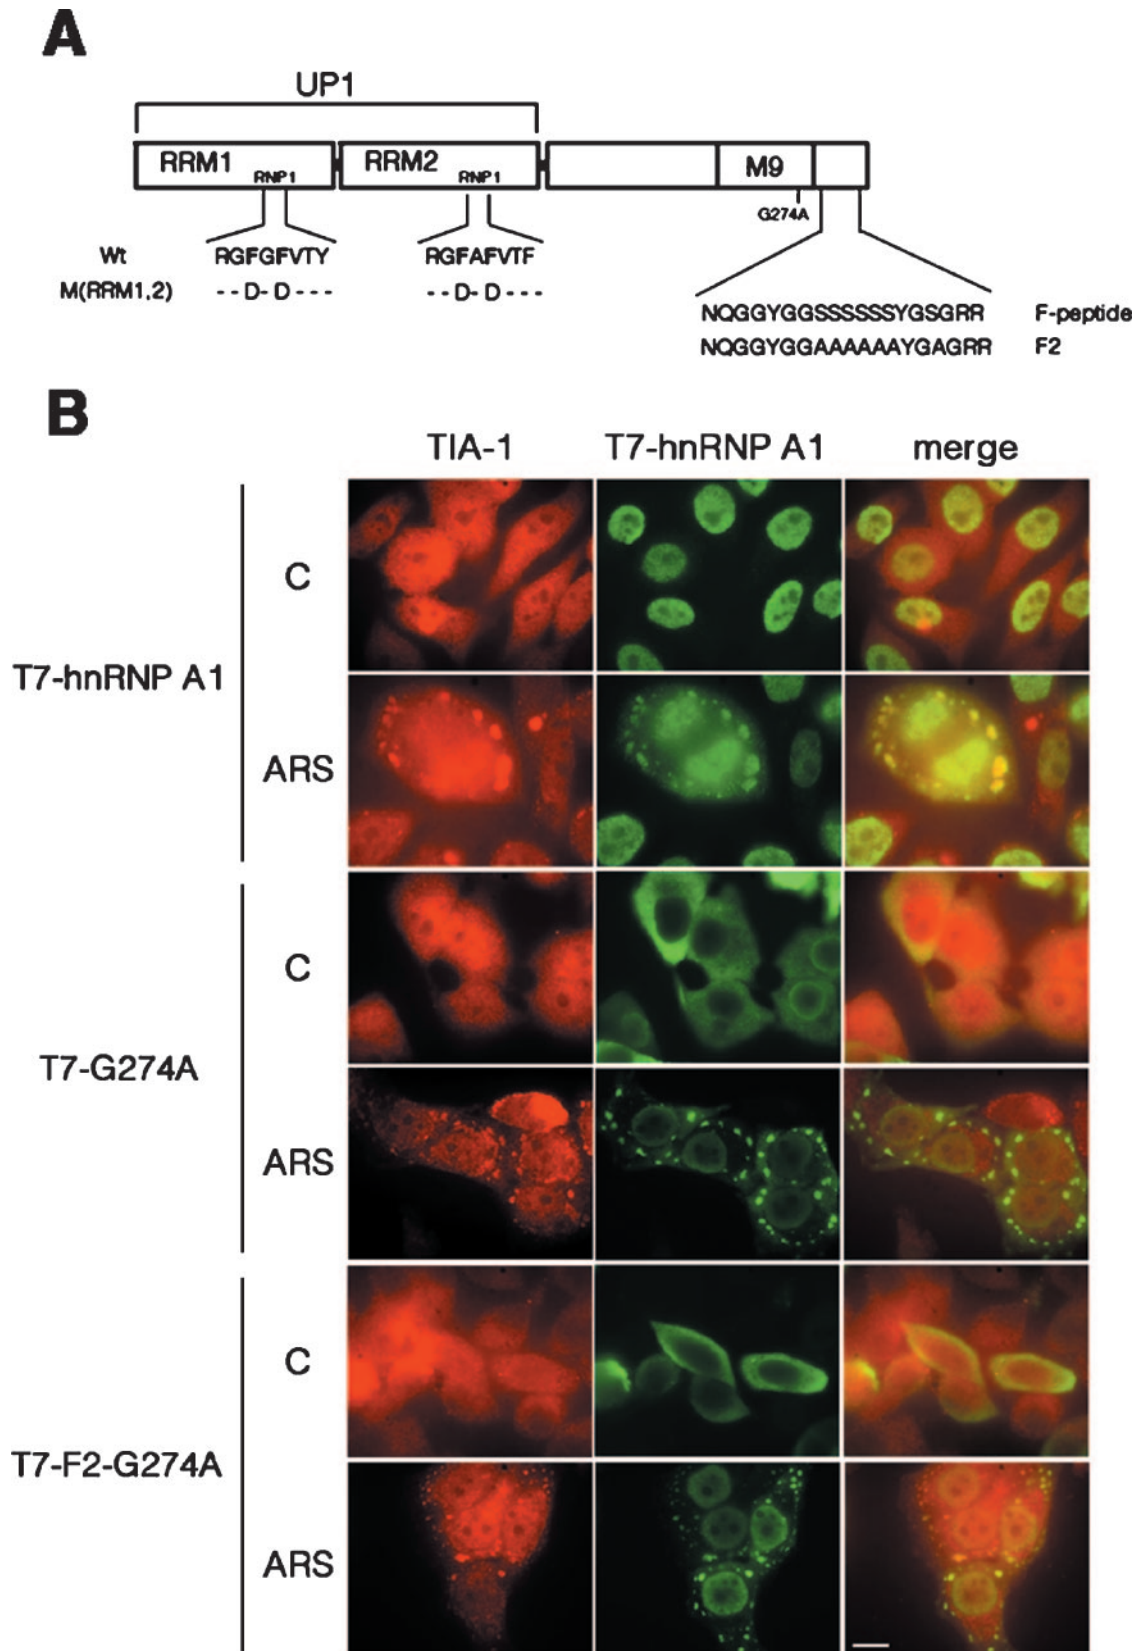 A
UP1
RRM1 RNP1 RRM2 RNP1 M9
G274A
Wt RGFGFVTY RGFAFVTF
M(RRM1,2) --D-D--- --D-D---
NQGGYGGSSSSSSYGSGRR F-peptide
NQGGYGGAAAAAAYGAGRR F2
B
TIA-1 T7-hnRNP A1 merge
C
T7-hnRNP A1
ARS
C
T7-G274A
ARS
C
T7-F2-G274A
ARS